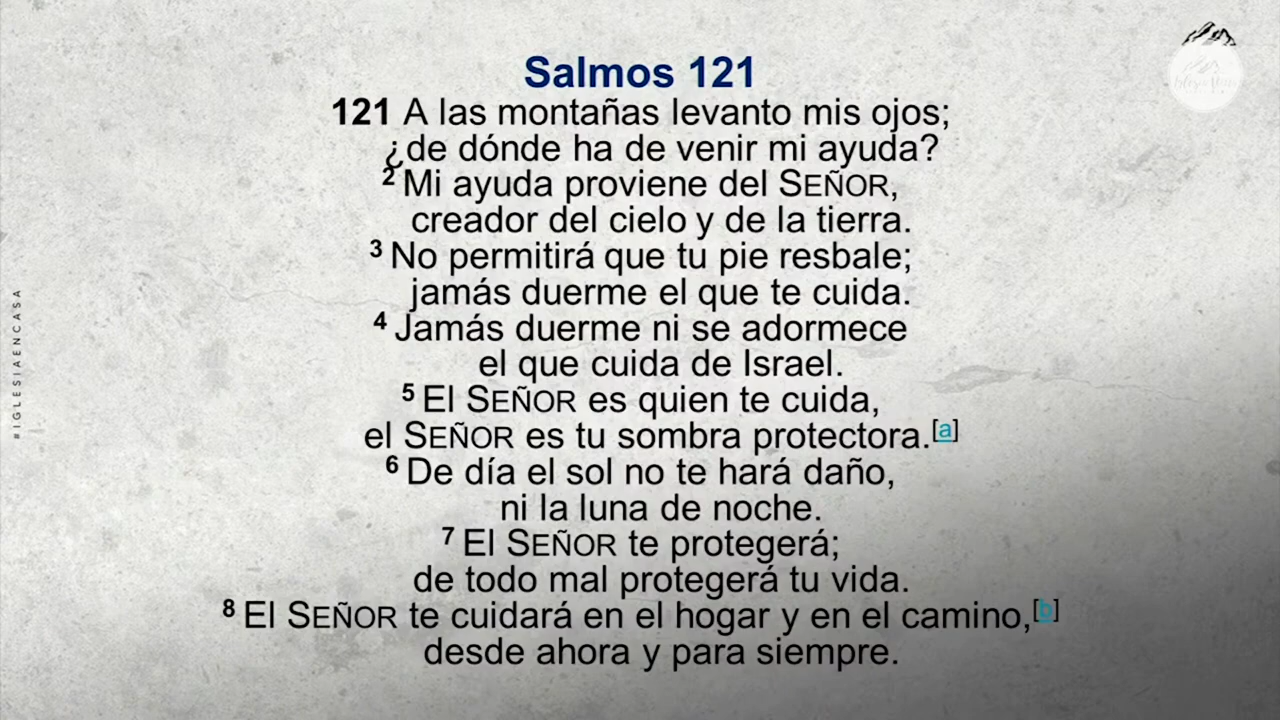 Salmos 121
121 A las montañas levanto mis ojos;
¿de dónde ha de venir mi ayuda?
2 Mi ayuda proviene del SEÑOR,
creador del cielo y de la tierra.
3 No permitirá que tu pie resbale;
jamás duerme el que te cuida.
4 Jamás duerme ni se adormece
el que cuida de Israel.
5 El SEÑOR es quien te cuida,
el SEÑOR es tu sombra protectora.[a]
6 De día el sol no te hará daño,
ni la luna de noche.
7 El SEÑOR te protegerá;
de todo mal protegerá tu vida.
8 El SEÑOR te cuidará en el hogar y en el camino,[b]
desde ahora y para siempre.
#IGLESIAENCASA